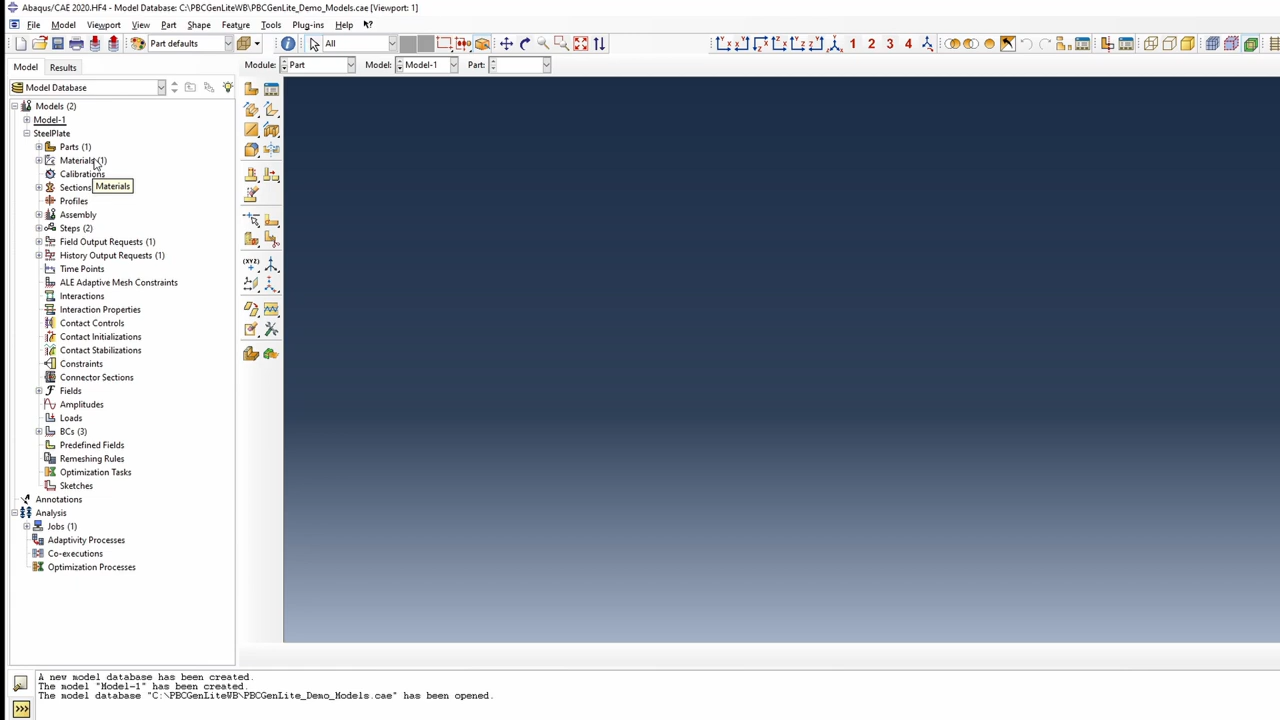 Abaqus/CAE 2020.HF4 - Model Database: C:\PBCGenLiteWB\PBCGenLite_Demo_Models.cae [Viewport: 1]
File Model Viewport View Part Shape Feature Tools Plug-ins Help
Part defaults All 1 2 3 4
Model Results Module: Part Model: Model-1 Part:
Model Database
Models (2)
Model-1
SteelPlate
Parts (1)
Materials (1)
Calibrations
Sections
Materials
Profiles
Assembly
Steps (2)
Field Output Requests (1)
History Output Requests (1)
Time Points
ALE Adaptive Mesh Constraints
Interactions
Interaction Properties
Contact Controls
Contact Initializations
Contact Stabilizations
Constraints
Connector Sections
Fields
Amplitudes
Loads
BCs (3)
Predefined Fields
Remeshing Rules
Optimization Tasks
Sketches
Annotations
Analysis
Jobs (1)
Adaptivity Processes
Co-executions
Optimization Processes
(XYZ)
A new model database has been created.
The model "Model-1" has been created.
The model database "C:\PBCGenLiteWB\PBCGenLite_Demo_Models.cae" has been opened.
>>>